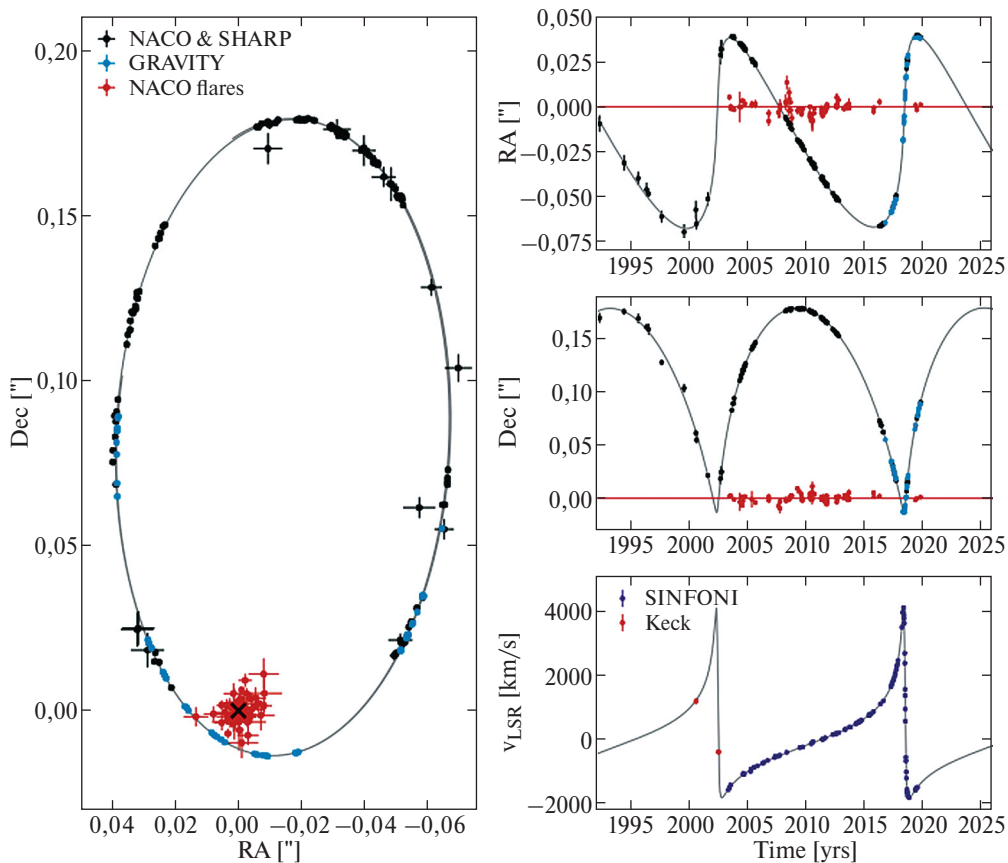 NACO & SHARP
GRAVITY
NACO flares
0,20
0,15
0,10
0,05
0,00
Dec ["]
0,04 0,02 0,00 −0,02 −0,04 −0,06
RA ["]
0,050
0,025
0,000
−0,025
−0,050
−0,075
RA ["]
1995 2000 2005 2010 2015 2020 2025
0,15
0,10
0,05
0,00
Dec ["]
1995 2000 2005 2010 2015 2020 2025
SINFONI
Keck
4000
2000
0
−2000
vLSR [km/s]
1995 2000 2005 2010 2015 2020 2025
Time [yrs]